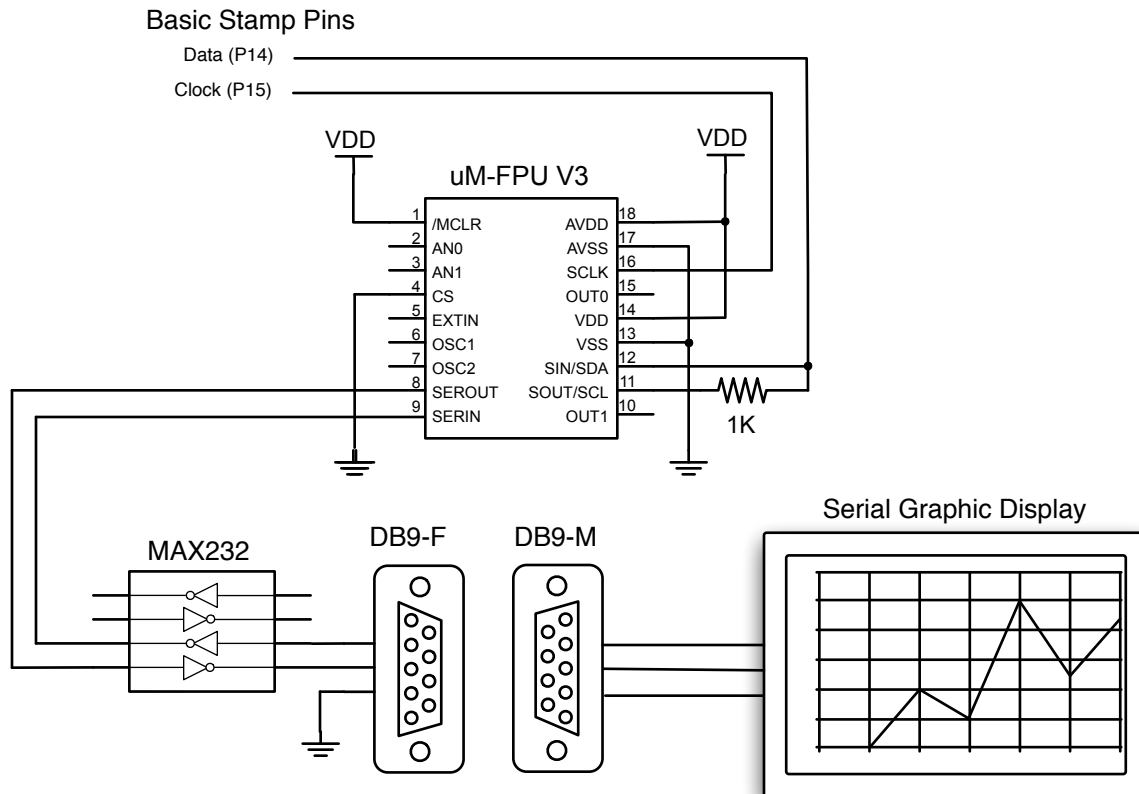 Basic Stamp Pins
Data (P14)
Clock (P15)
VDD
VDD
uM-FPU V3
1 /MCLR AVDD 18
2 AN0 AVSS 17
3 AN1 SCLK 16
4 CS OUT0 15
5 EXTIN VDD 14
6 OSC1 VSS 13
7 OSC2 SIN/SDA 12
8 SEROUT SOUT/SCL 11
9 SERIN OUT1 10
1K
Serial Graphic Display
MAX232
DB9-F
DB9-M